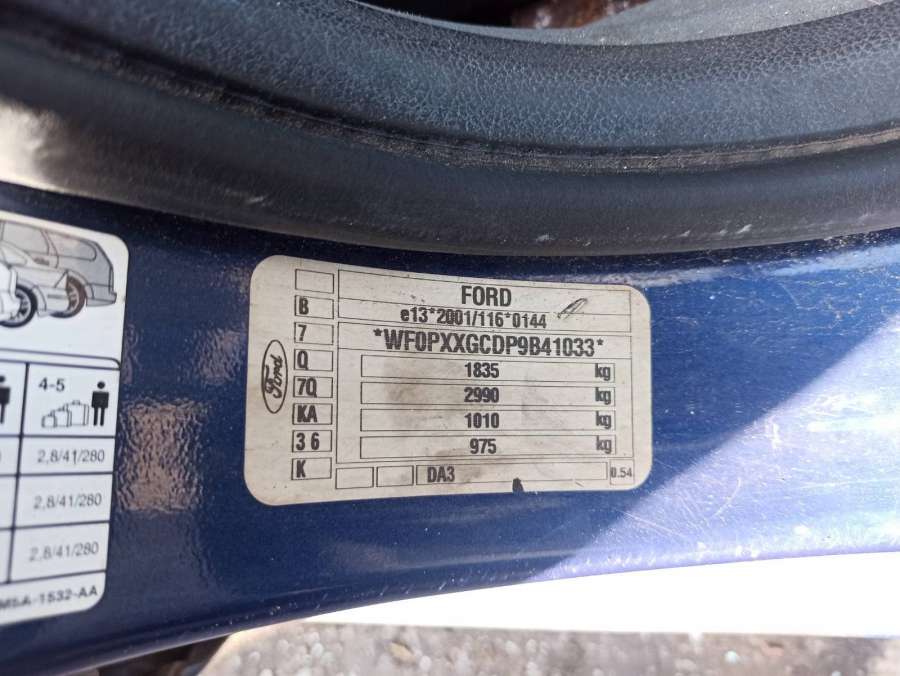 FORD
B
e13*2001/116*0144
7
*WF0PXXGCDP9B41033*
Q
1835 kg
7Q
2990 kg
KA
1010 kg
3 6
975 kg
K
DA3
0.54
Ford
4-5
2,8/41/280
2,8/41/280
2,8/41/280
M5A-1532-AA